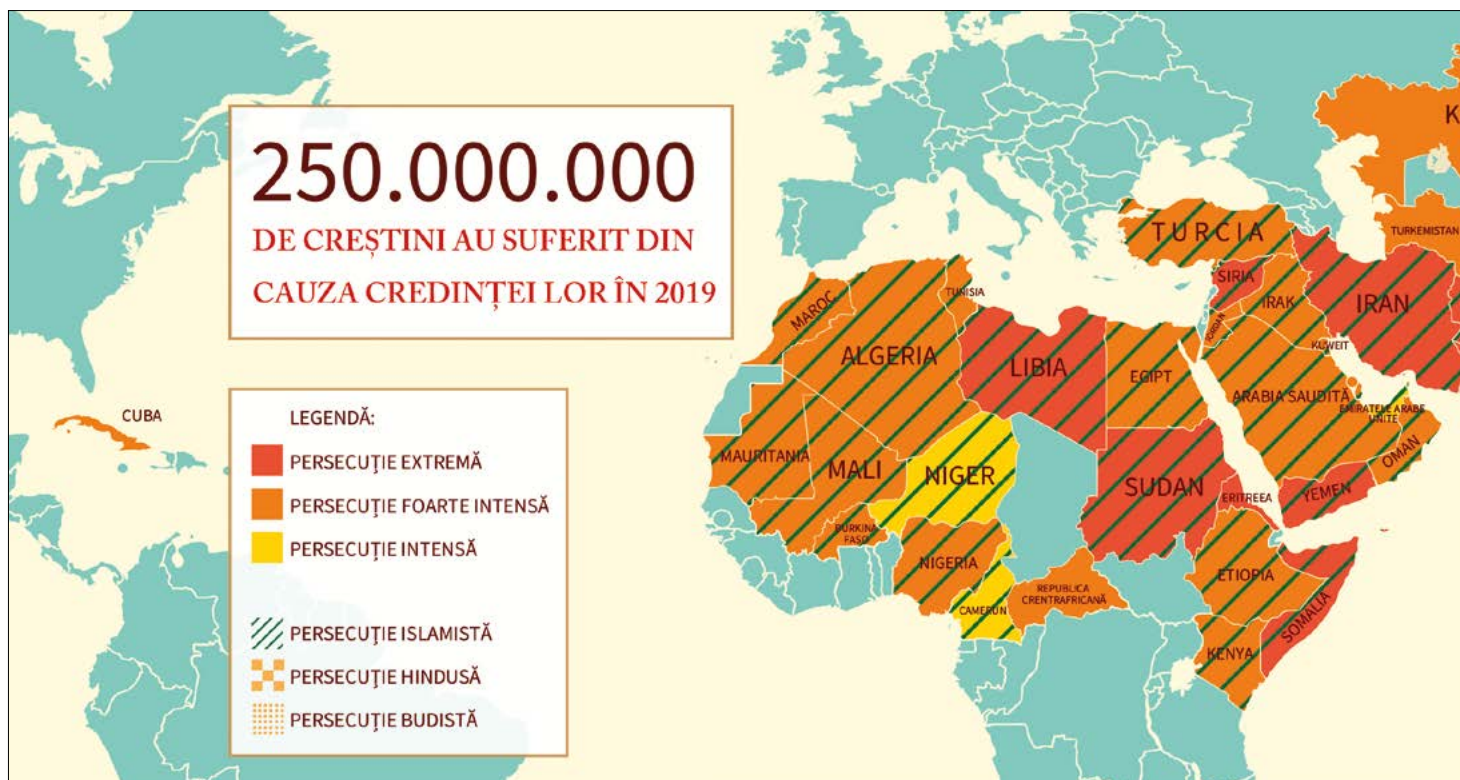 250.000.000
DE CREȘTINI AU SUFERIT DIN
CAUZA CREDINȚEI LOR ÎN 2019
CUBA
LEGENDĂ:
PERSECUȚIE EXTREMĂ
PERSECUȚIE FOARTE INTENSĂ
PERSECUȚIE INTENSĂ
PERSECUȚIE ISLAMISTĂ
PERSECUȚIE HINDUSĂ
PERSECUȚIE BUDISTĂ
K
TURKEMISTAN
TURCIA
SIRIA
IRAK
IRAN
TUNISIA
MAROC
JORDAN
KUWEIT
ALGERIA
LIBIA
EGIPT
ARABIA SAUDITĂ
EMIRATELE ARABE
UNITE
OMAN
MAURITANIA
MALI
NIGER
SUDAN
ERITREEA
YEMEN
BURKINA
FASO
NIGERIA
ETIOPIA
REPUBLICA
CRENTRAFRICANĂ
CAMERUN
SOMALIA
KENYA